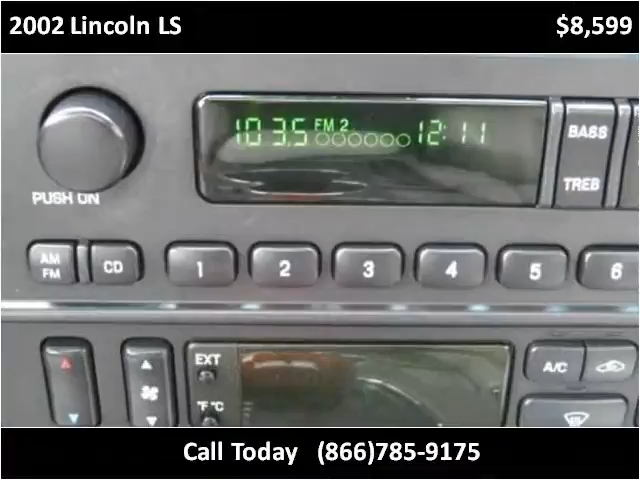 2002 Lincoln LS $8,599
103.5 FM 2 12:11
BASS
PUSH ON
TREB
AM
FM
CD 1 2 3 4 5 6
EXT
A/C
°F°C
Call Today (866)785-9175